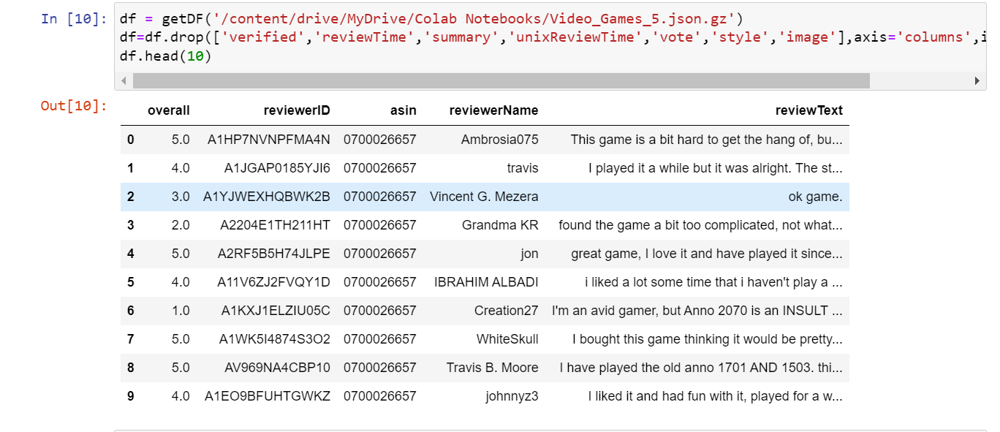 In [10]: df = getDF('/content/drive/MyDrive/Colab Notebooks/Video_Games_5.json.gz')
df=df.drop(['verified','reviewTime','summary','unixReviewTime','vote','style','image'],axis='columns',i
df.head(10)
Out[10]:
overall reviewerID asin reviewerName reviewText
0 5.0 A1HP7NVNPFMA4N 0700026657 Ambrosia075 This game is a bit hard to get the hang of, bu...
1 4.0 A1JGAP0185YJI6 0700026657 travis I played it a while but it was alright. The st...
2 3.0 A1YJWEXHQBWK2B 0700026657 Vincent G. Mezera ok game.
3 2.0 A2204E1TH211HT 0700026657 Grandma KR found the game a bit too complicated, not what...
4 5.0 A2RF5B5H74JLPE 0700026657 jon great game, I love it and have played it since...
5 4.0 A11V6ZJ2FVQY1D 0700026657 IBRAHIM ALBADI i liked a lot some time that i haven't play a ...
6 1.0 A1KXJ1ELZIU05C 0700026657 Creation27 I'm an avid gamer, but Anno 2070 is an INSULT ...
7 5.0 A1WK5I4874S3O2 0700026657 WhiteSkull I bought this game thinking it would be pretty...
8 5.0 AV969NA4CBP10 0700026657 Travis B. Moore I have played the old anno 1701 AND 1503. thi...
9 4.0 A1EO9BFUHTGWKZ 0700026657 johnnyz3 I liked it and had fun with it, played for a w...